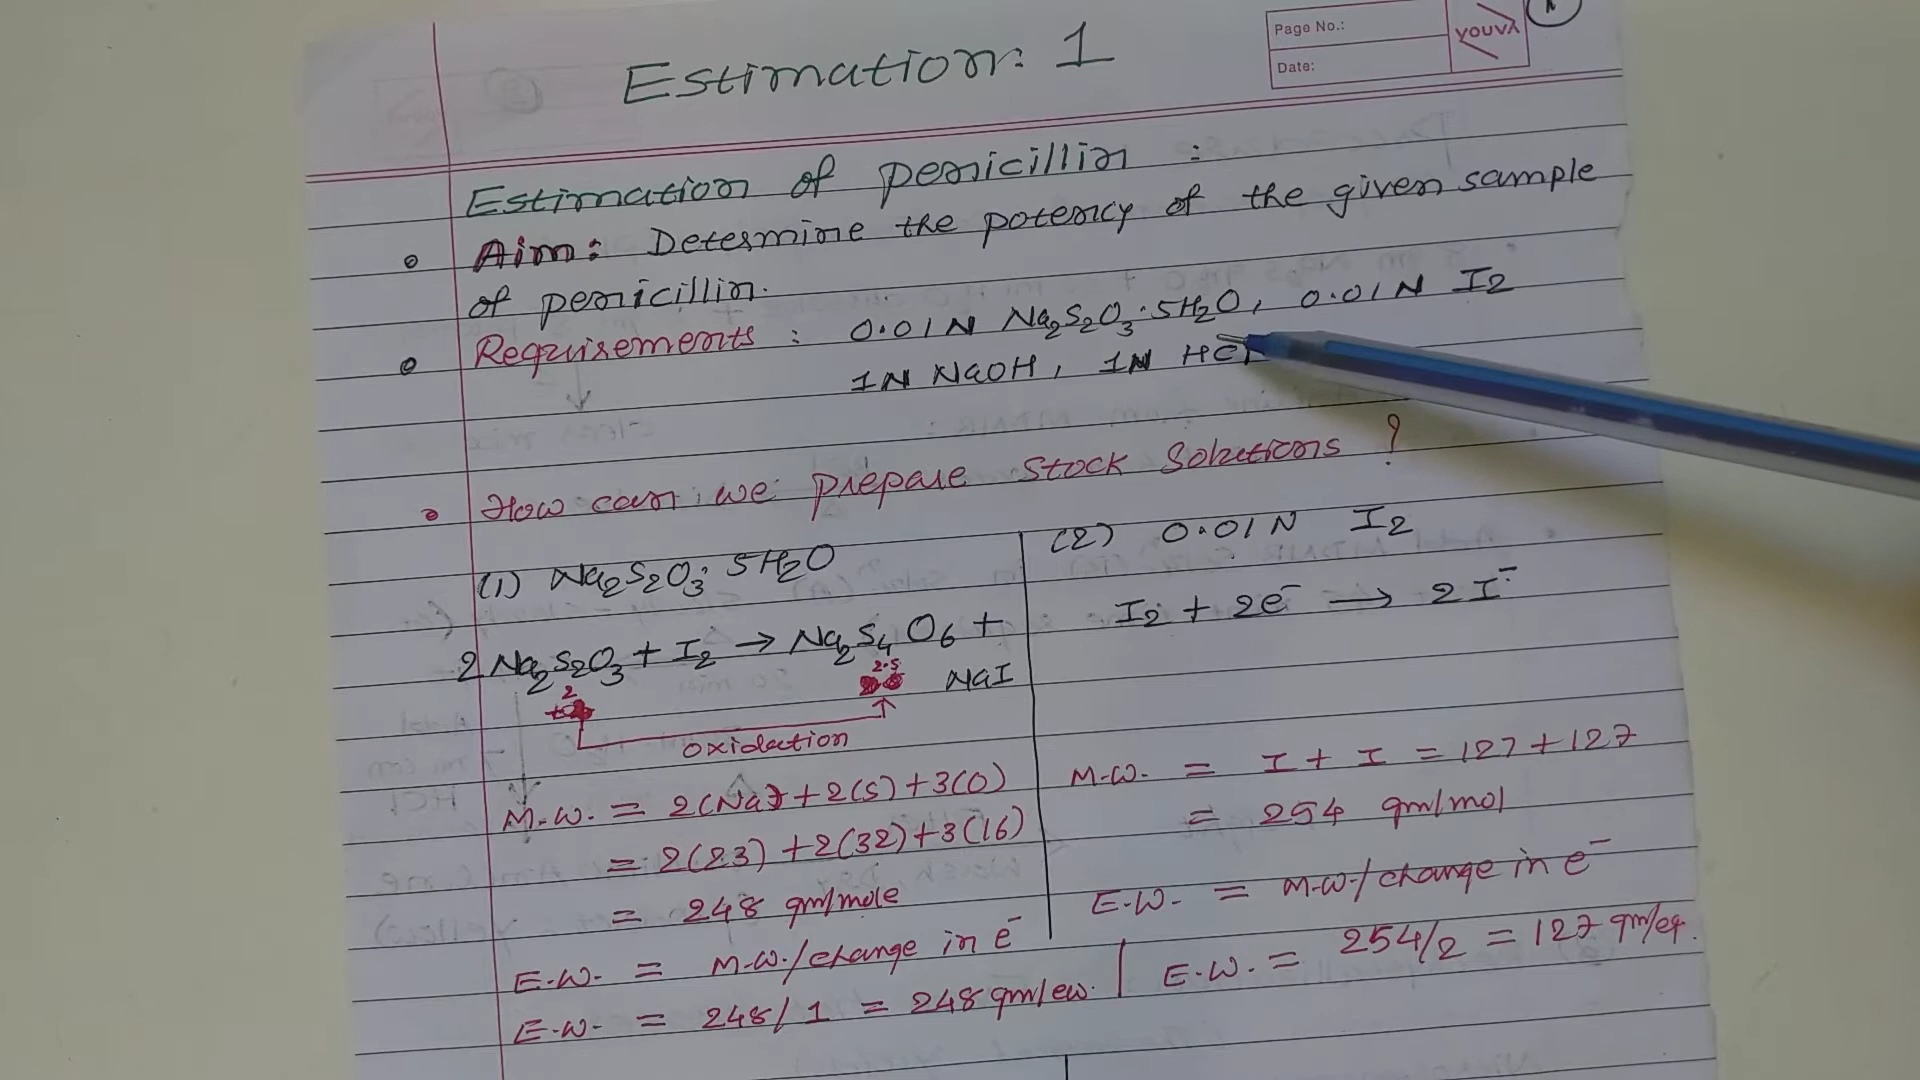 Estimation: 1
Page No.:
Date:
YOUVA
Estimation of penicillin :
Aim: Determine the potency of the given sample
of penicillin.
Requirements : 0.01N Na2S2O3·5H2O, 0.01N I2
1N NaOH, 1N HCl
How can we prepare stock solutions ?
(1) Na2S2O3·5H2O
2Na2S2O3 + I2 → Na2S4O6 +
NaI
2
2.5
oxidation
M.W. = 2(Na) + 2(S) + 3(O)
= 2(23) + 2(32) + 3(16)
= 248 gm/mole
E.W. = M.W./change in e⁻
E.W. = 248/1 = 248 gm/ew.
(2) 0.01N I2
I2 + 2e⁻ → 2I⁻
M.W. = I + I = 127 + 127
= 254 gm/mol
E.W. = M.W./change in e⁻
E.W. = 254/2 = 127 gm/eq.